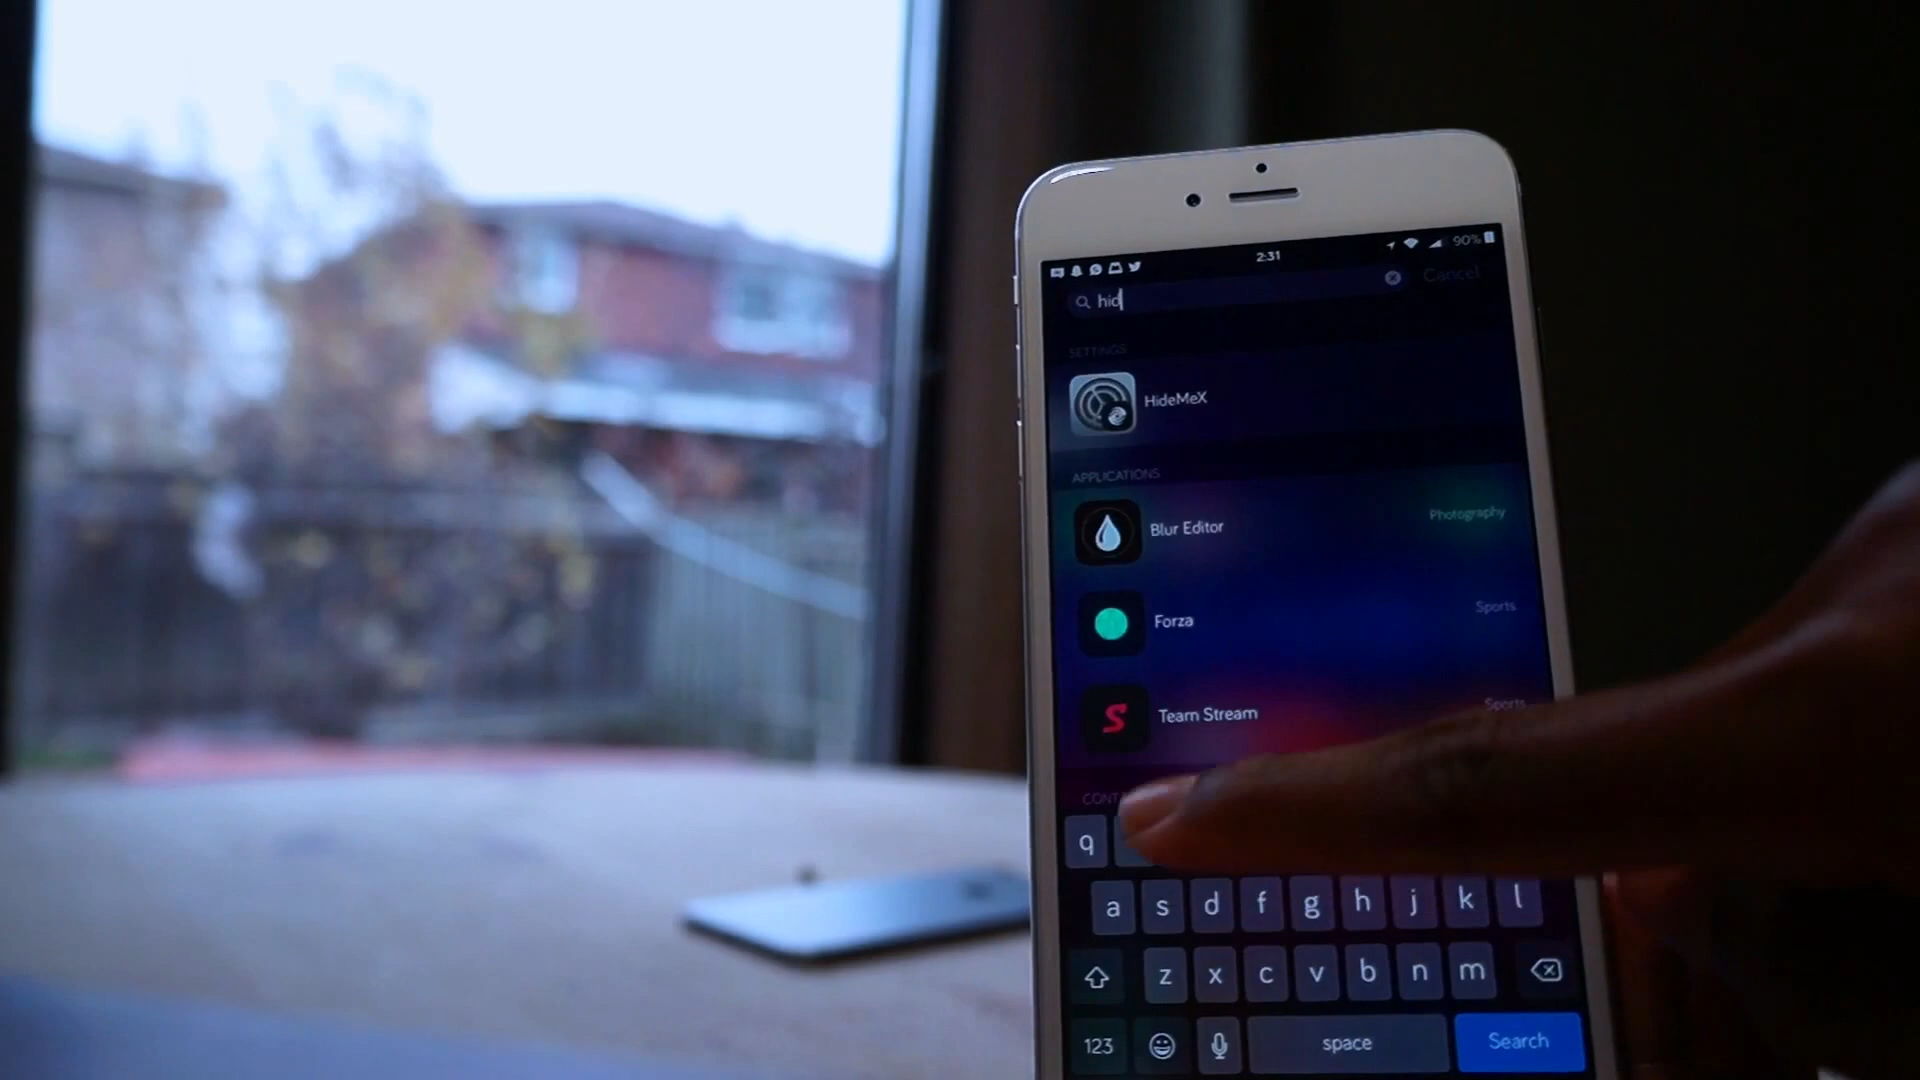 2:31
90%
hid
Cancel
SETTINGS
HideMeX
APPLICATIONS
Blur Editor
Photography
Forza
Sports
S
Team Stream
Sports
q
a s d f g h j k l
z x c v b n m
123
space
Search